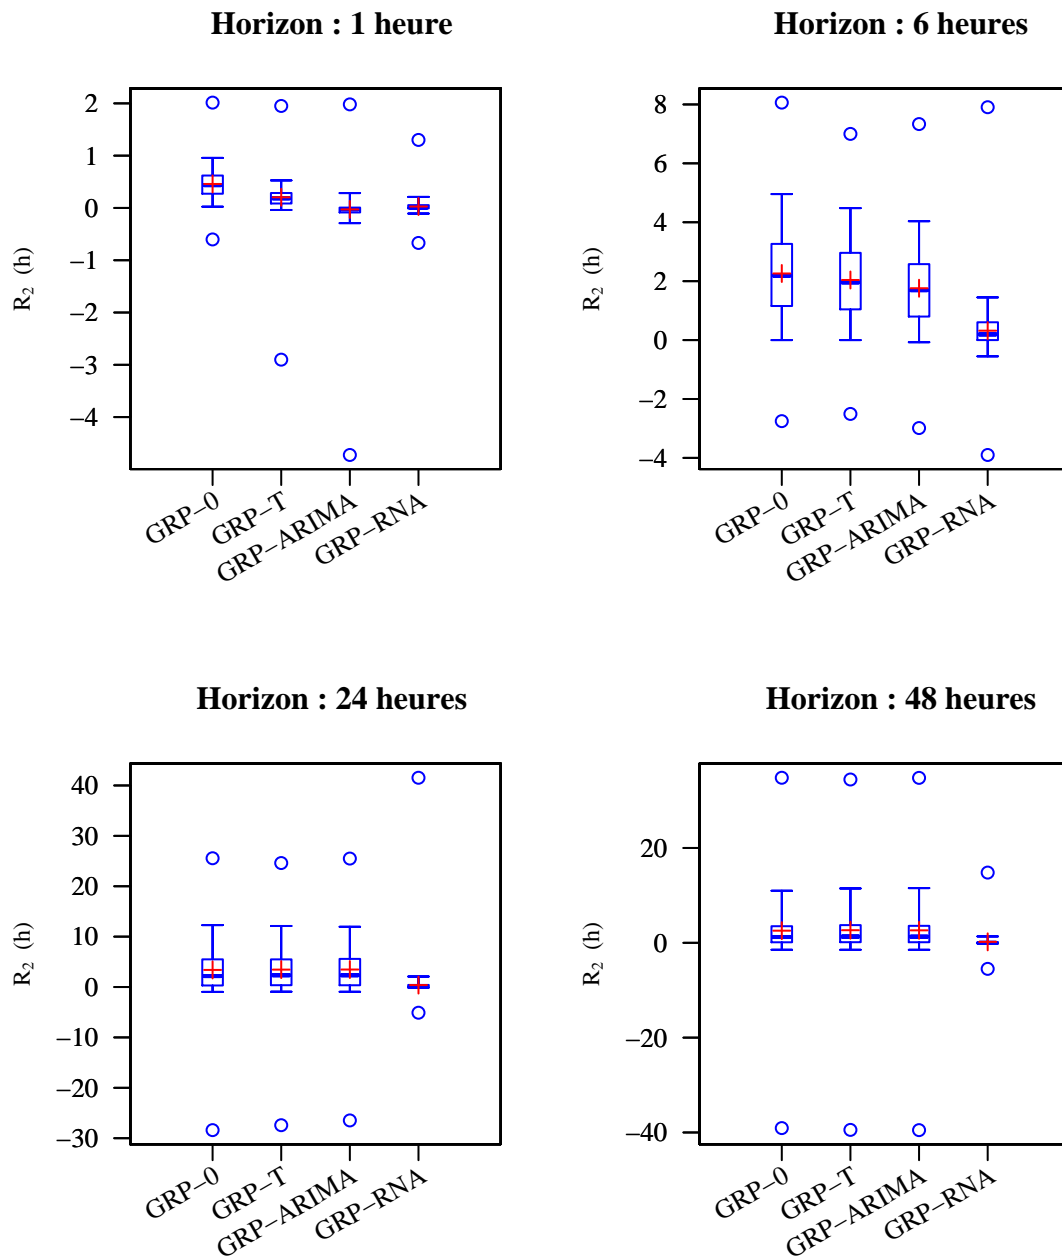 Horizon : 1 heure
R2 (h)
2
1
0
−1
−2
−3
−4
GRP−0
GRP−T
GRP−ARIMA
GRP−RNA
Horizon : 6 heures
R2 (h)
8
6
4
2
0
−2
−4
GRP−0
GRP−T
GRP−ARIMA
GRP−RNA
Horizon : 24 heures
R2 (h)
40
30
20
10
0
−10
−20
−30
GRP−0
GRP−T
GRP−ARIMA
GRP−RNA
Horizon : 48 heures
R2 (h)
20
0
−20
−40
GRP−0
GRP−T
GRP−ARIMA
GRP−RNA